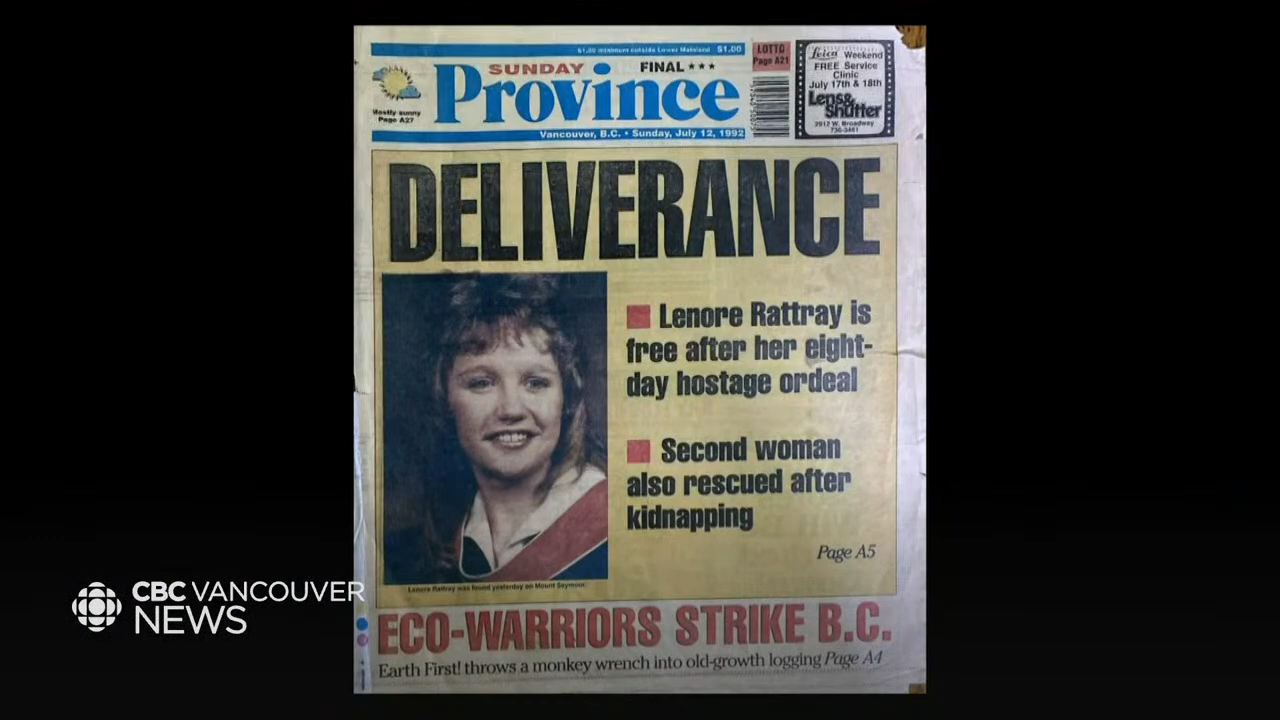 $1.00 minimum outside Lower Mainland $1.00
SUNDAY FINAL ★★★
Province
Vancouver, B.C. • Sunday, July 12, 1992
Mostly sunny
Page A27
LOTTO
Page A21
Leica Weekend
FREE Service
Clinic
July 17th & 18th
Lens&
Shutter
2912 W. Broadway
736-3461
DELIVERANCE
Lenore Rattray is
free after her eight-
day hostage ordeal
Second woman
also rescued after
kidnapping
Page A5
Lenore Rattray was found yesterday on Mount Seymour.
ECO-WARRIORS STRIKE B.C.
Earth First! throws a monkey wrench into old-growth logging Page A4
CBC VANCOUVER
NEWS